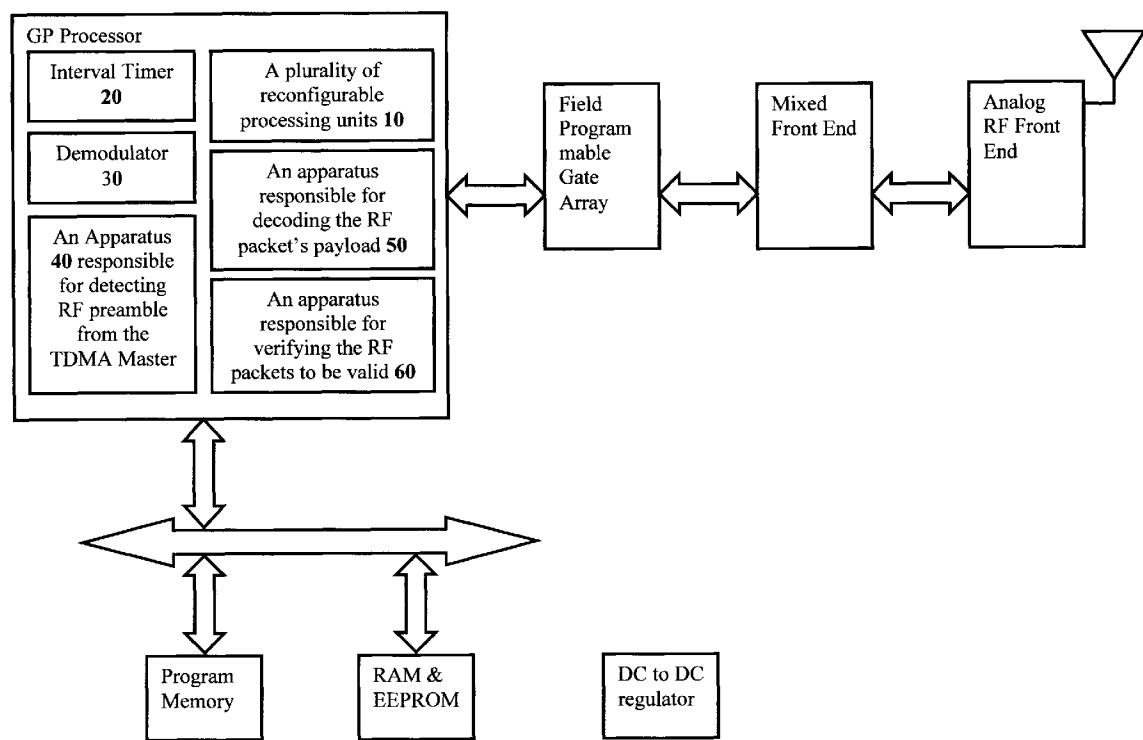 GP Processor
Interval Timer
20
Demodulator
30
An Apparatus
40 responsible
for detecting
RF preamble
from the
TDMA Master
A plurality of
reconfigurable
processing units 10
An apparatus
responsible for
decoding the RF
packet's payload 50
An apparatus
responsible for
verifying the RF
packets to be valid 60
Field
Program
mable
Gate
Array
Mixed
Front End
Analog
RF Front
End
Program
Memory
RAM &
EEPROM
DC to DC
regulator